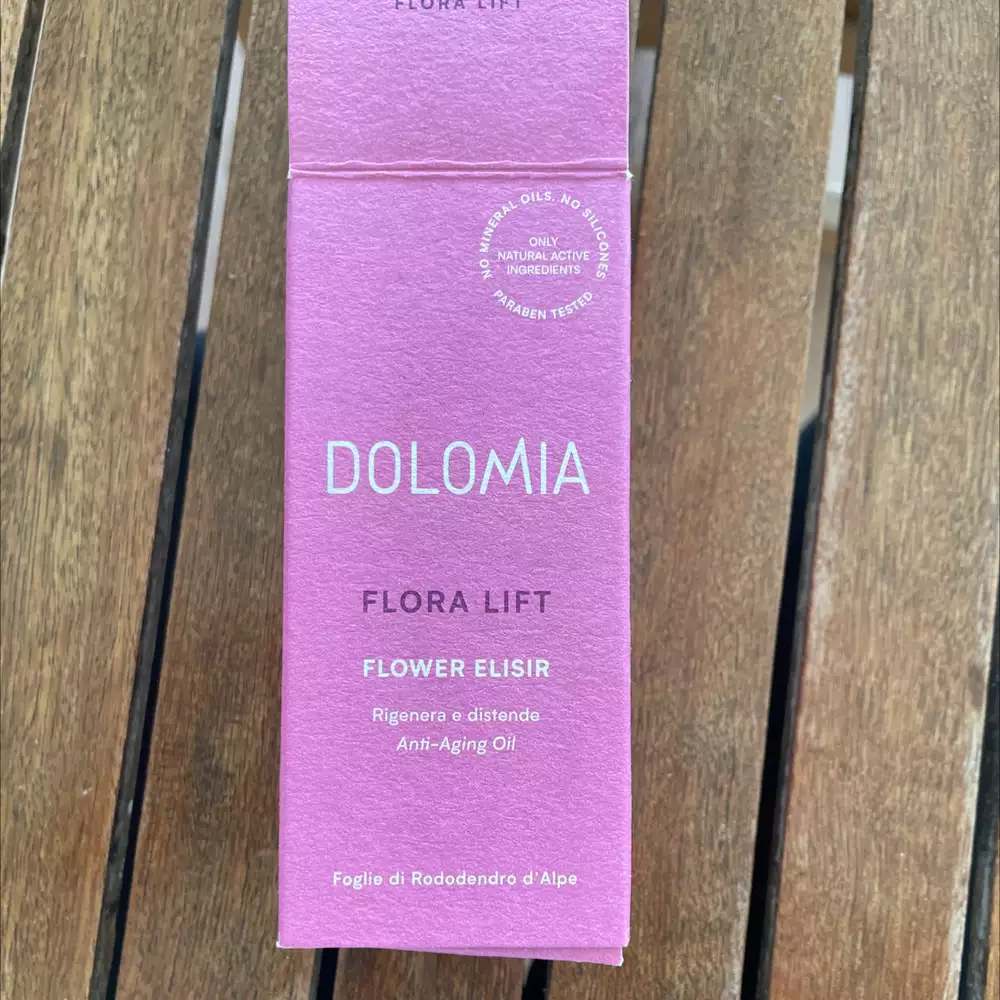 FLORA LIFT
NO MINERAL OILS. NO SILICONES
ONLY
NATURAL ACTIVE
INGREDIENTS
PARABEN TESTED
DOLOMIA
FLORA LIFT
FLOWER ELISIR
Rigenera e distende
Anti-Aging Oil
Foglie di Rododendro d'Alpe